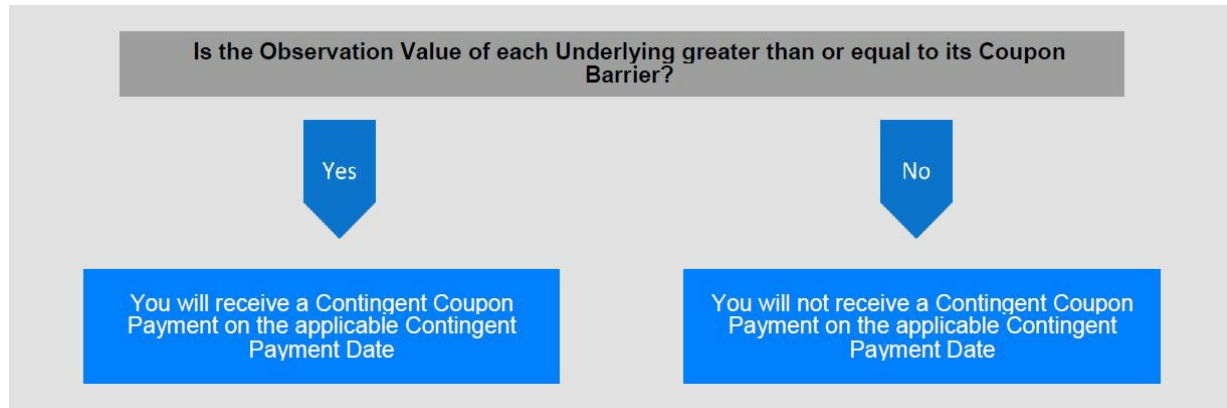 Is the Observation Value of each Underlying greater than or equal to its Coupon
Barrier?
Yes
No
You will receive a Contingent Coupon
Payment on the applicable Contingent
Payment Date
You will not receive a Contingent Coupon
Payment on the applicable Contingent
Payment Date